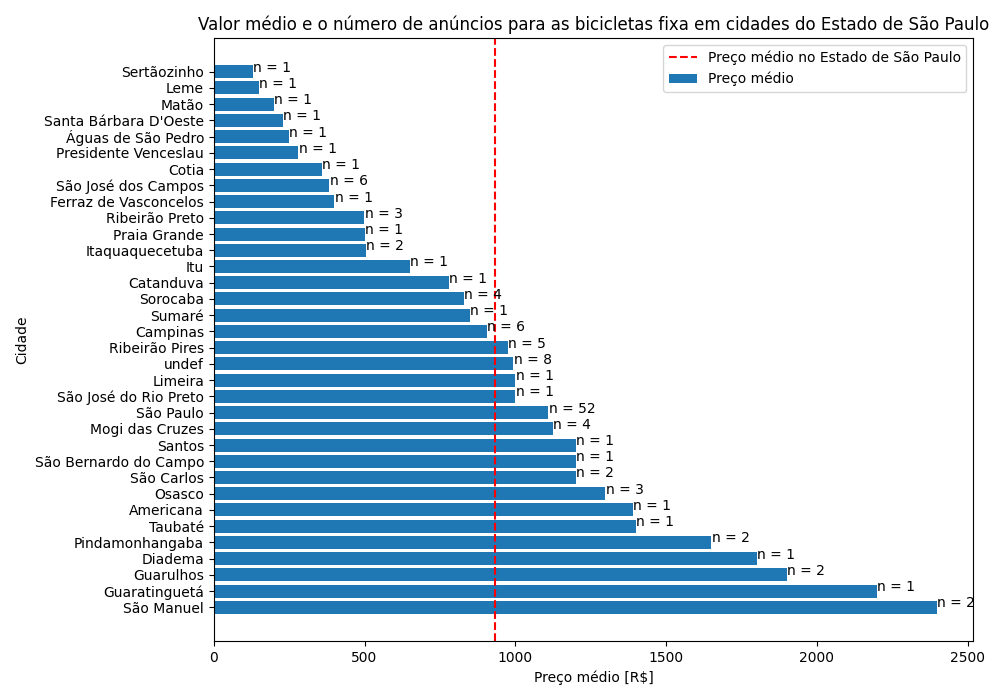 Valor médio e o número de anúncios para as bicicletas fixa em cidades do Estado de São Paulo
Preço médio no Estado de São Paulo
Preço médio
Cidade
Sertãozinho n = 1
Leme n = 1
Matão n = 1
Santa Bárbara D'Oeste n = 1
Águas de São Pedro n = 1
Presidente Venceslau n = 1
Cotia n = 1
São José dos Campos n = 6
Ferraz de Vasconcelos n = 1
Ribeirão Preto n = 3
Praia Grande n = 1
Itaquaquecetuba n = 2
Itu n = 1
Catanduva n = 1
Sorocaba n = 4
Sumaré n = 1
Campinas n = 6
Ribeirão Pires n = 5
undef n = 8
Limeira n = 1
São José do Rio Preto n = 1
São Paulo n = 52
Mogi das Cruzes n = 4
Santos n = 1
São Bernardo do Campo n = 1
São Carlos n = 2
Osasco n = 3
Americana n = 1
Taubaté n = 1
Pindamonhangaba n = 2
Diadema n = 1
Guarulhos n = 2
Guaratinguetá n = 1
São Manuel n = 2
0 500 1000 1500 2000 2500
Preço médio [R$]